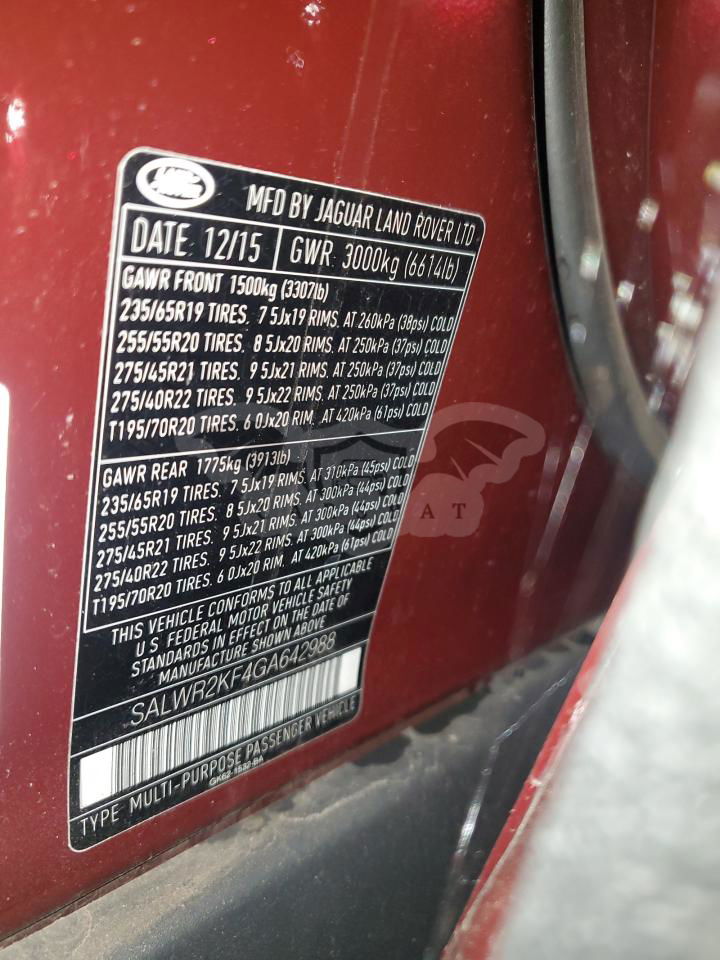 LAND ROVER
MFD BY JAGUAR LAND ROVER LTD
DATE 12/15 GWR 3000kg (6614lb)
GAWR FRONT 1500kg (3307lb)
235/65R19 TIRES. 7 5Jx19 RIMS. AT 260kPa (38psi) COLD
255/55R20 TIRES. 8 5Jx20 RIMS. AT 250kPa (37psi) COLD
275/45R21 TIRES. 9 5Jx21 RIMS. AT 250kPa (37psi) COLD
275/40R22 TIRES. 9 5Jx22 RIMS. AT 250kPa (37psi) COLD
T195/70R20 TIRES. 6 0Jx20 RIM. AT 420kPa (61psi) COLD
GAWR REAR 1775kg (3913lb)
235/65R19 TIRES. 7 5Jx19 RIMS. AT 310kPa (45psi) COLD
255/55R20 TIRES. 8 5Jx20 RIMS. AT 300kPa (44psi) COLD
275/45R21 TIRES. 9 5Jx21 RIMS. AT 300kPa (44psi) COLD
275/40R22 TIRES. 9 5Jx22 RIMS. AT 300kPa (44psi) COLD
T195/70R20 TIRES. 6 0Jx20 RIM. AT 420kPa (61psi) COLD
THIS VEHICLE CONFORMS TO ALL APPLICABLE
U S FEDERAL MOTOR VEHICLE SAFETY
STANDARDS IN EFFECT ON THE DATE OF
MANUFACTURE SHOWN ABOVE
SALWR2KF4GA642988
TYPE MULTI-PURPOSE PASSENGER VEHICLE
GK62-1532-BA